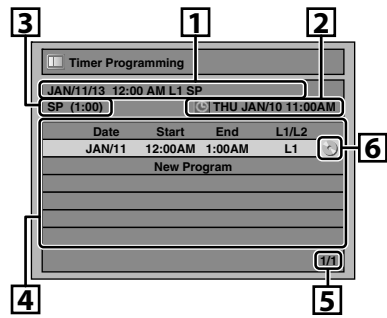 3 1 2
Timer Programming
JAN/11/13 12:00 AM L1 SP
SP (1:00) THU JAN/10 11:00AM
Date Start End L1/L2
JAN/11 12:00AM 1:00AM L1 6
New Program
1/1
4 5